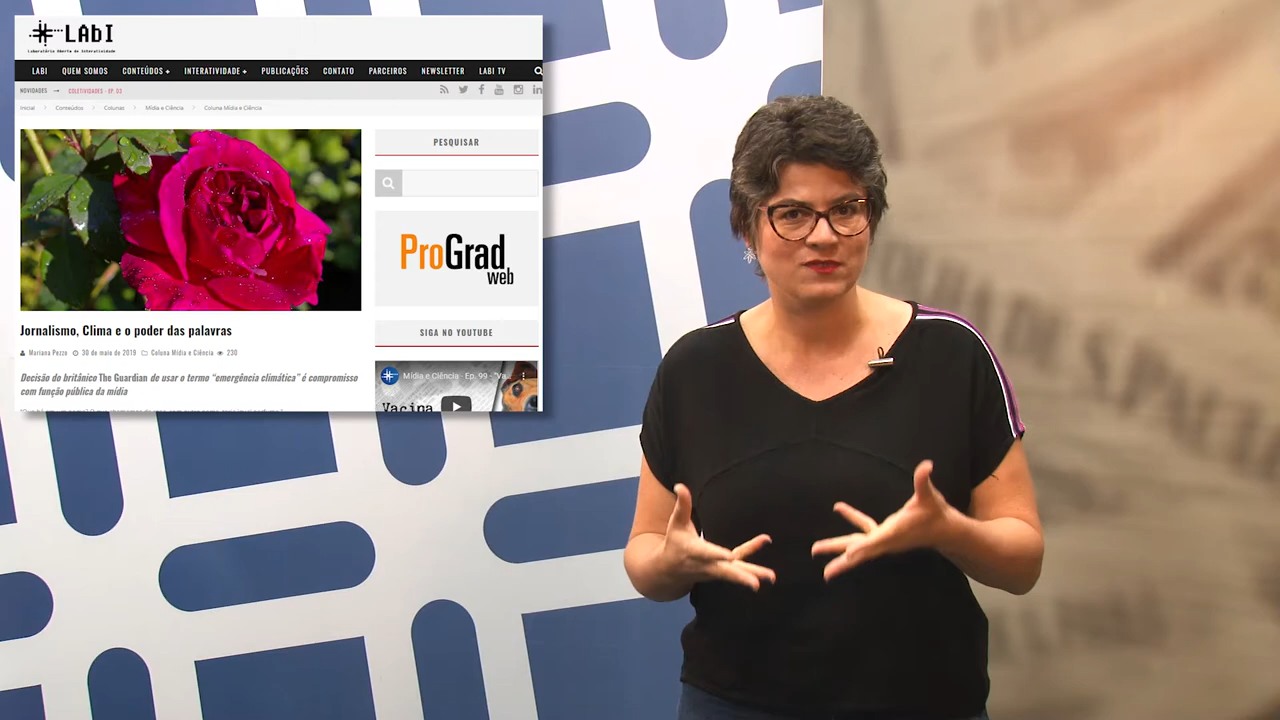 LAbI
Laboratório Aberto de Interatividade
LABI QUEM SOMOS CONTEÚDOS INTERATIVIDADE PUBLICAÇÕES CONTATO PARCEIROS NEWSLETTER LABI TV
NOVIDADES → COLETIVIDADES - EP. 03
Inicial > Conteúdos > Colunas > Mídia e Ciência > Coluna Mídia e Ciência
PESQUISAR
ProGrad
web
Jornalismo, Clima e o poder das palavras
SIGA NO YOUTUBE
Mariana Pezzo 30 de maio de 2019 Coluna Mídia e Ciência 230
Decisão do britânico The Guardian de usar o termo “emergência climática” é compromisso
com função pública da mídia
Mídia e Ciência - Ep. 99 - "Va...
Vacina